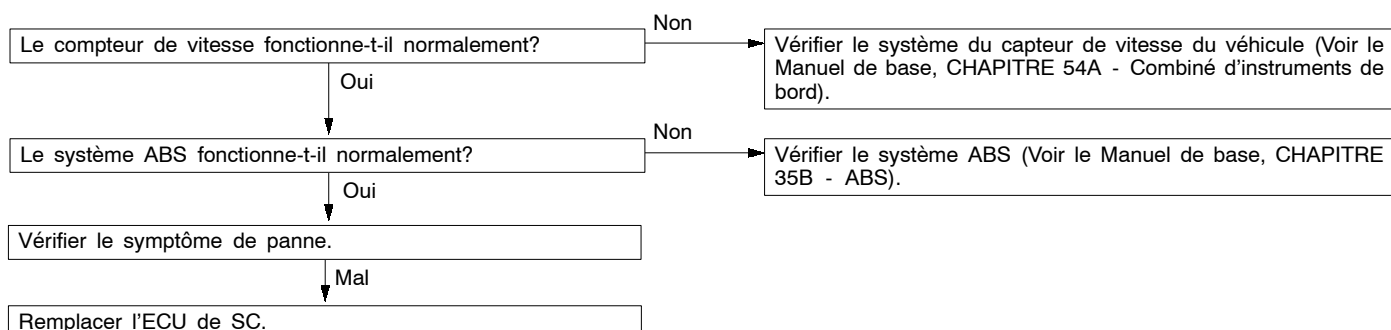 Le compteur de vitesse fonctionne-t-il normalement?
Non
Vérifier le système du capteur de vitesse du véhicule (Voir le
Manuel de base, CHAPITRE 54A - Combiné d'instruments de
bord).
Oui
Le système ABS fonctionne-t-il normalement?
Non
Vérifier le système ABS (Voir le Manuel de base, CHAPITRE
35B - ABS).
Oui
Vérifier le symptôme de panne.
Mal
Remplacer l'ECU de SC.